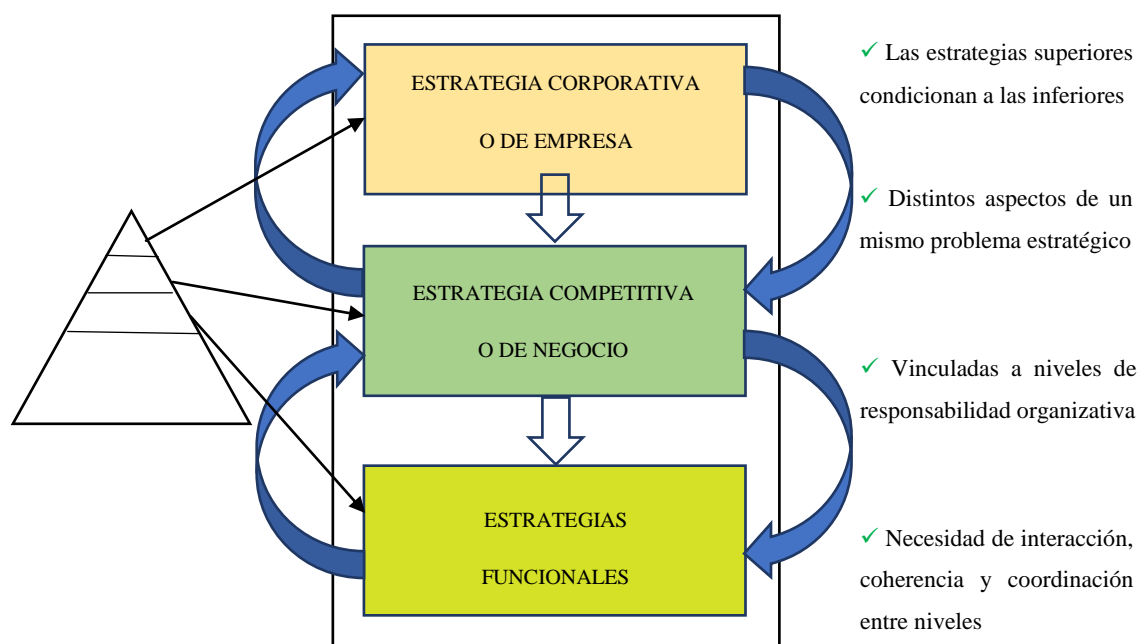 ESTRATEGIA CORPORATIVA
O DE EMPRESA
ESTRATEGIA COMPETITIVA
O DE NEGOCIO
ESTRATEGIAS
FUNCIONALES
✓ Las estrategias superiores
condicionan a las inferiores
✓ Distintos aspectos de un
mismo problema estratégico
✓ Vinculadas a niveles de
responsabilidad organizativa
✓ Necesidad de interacción,
coherencia y coordinación
entre niveles